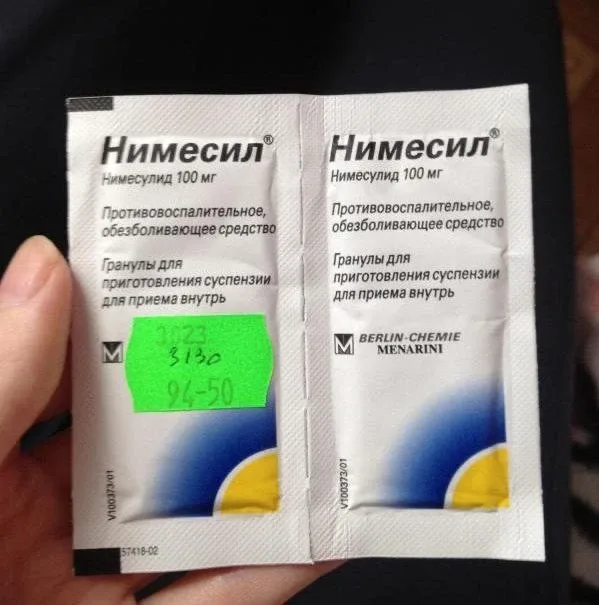 Нимесил®
Нимесулид 100 мг
Противовоспалительное,
обезболивающее средство
Гранулы для
приготовления суспензии
для приема внутрь
M
3130
94-50
V100373/01
57418-02
Нимесил®
Нимесулид 100 мг
Противовоспалительное,
обезболивающее средство
Гранулы для
приготовления суспензии
для приема внутрь
M BERLIN-CHEMIE
MENARINI
V100373/01